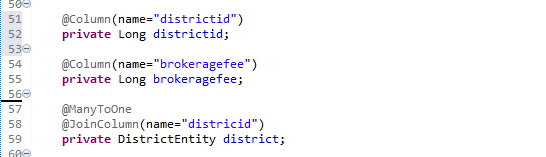 50
51 @Column(name="districtid")
52 private Long districtid;
53
54 @Column(name="brokeragefee")
55 private Long brokeragefee;
56
57 @ManyToOne
58 @JoinColumn(name="districid")
59 private DistrictEntity district;
60